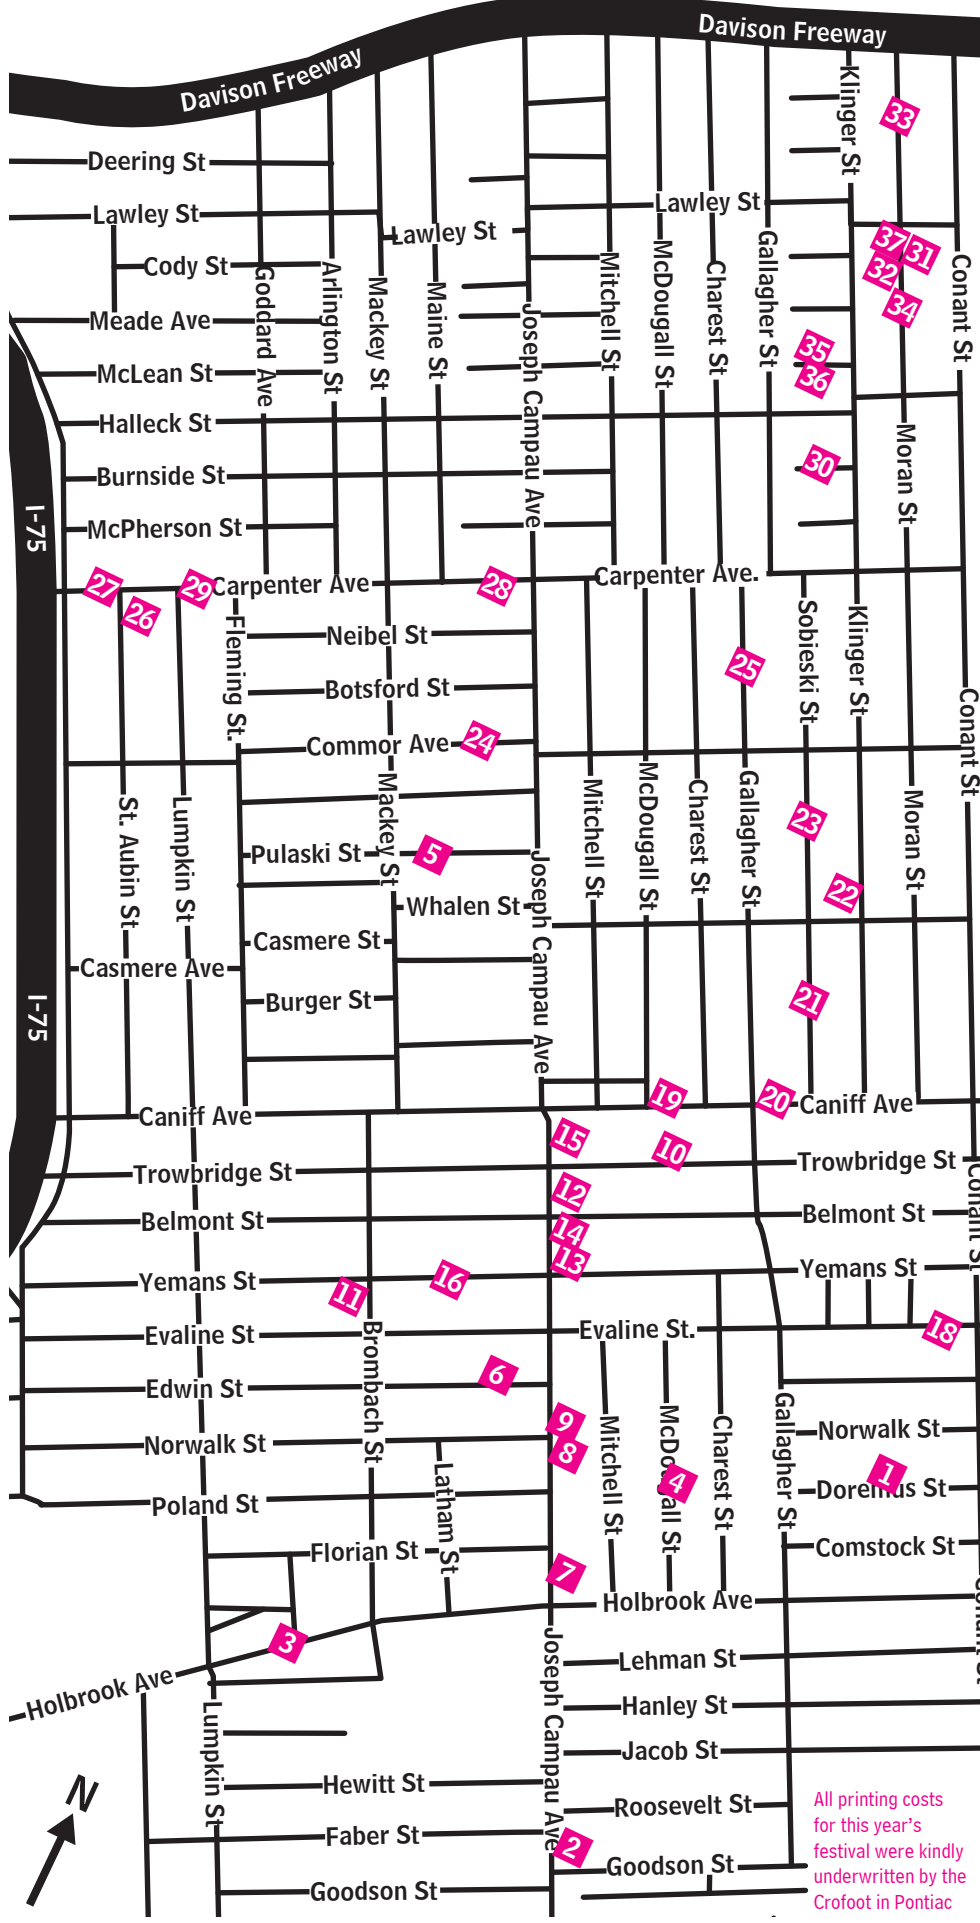 Davison Freeway
Davison Freeway
Klinger St
33
Deering St
Lawley St
Lawley St
Lawley St
Cody St
Goddard Ave
Arlington St
Mackey St
Maine St
Joseph Campau Ave
Mitchell St
McDougall St
Charest St
Gallagher St
37
31
32
34
Conant St
Meade Ave
35
36
McLean St
Halleck St
Moran St
Burnside St
30
McPherson St
I-75
27
26
29
Carpenter Ave
28
Carpenter Ave.
Fleming St.
Neibel St
Sobieski St
Klinger St
25
Botsford St
Conant St
Commor Ave
24
St. Aubin St
Lumpkin St
Mackey St
Mitchell St
McDougall St
Charest St
Gallagher St
23
Moran St
Pulaski St
5
Joseph Campau Ave
22
Whalen St
Casmere St
Casmere Ave
Burger St
21
I-75
19
20
Caniff Ave
Caniff Ave
15
10
Trowbridge St
Trowbridge St
Conant St
12
Belmont St
Belmont St
14
13
Yemans St
16
Yemans St
11
Evaline St
Evaline St.
18
Brombach St
6
Edwin St
9
8
Mitchell St
McDougall St
4
Charest St
Gallagher St
Norwalk St
Norwalk St
Latham St
1
Doremus St
Poland St
Florian St
Comstock St
7
Holbrook Ave
3
Conant St
Holbrook Ave
Lumpkin St
Joseph Campau Ave
Lehman St
Hanley St
Jacob St
Hewitt St
Roosevelt St
N
Faber St
2
Goodson St
Goodson St
All printing costs
for this year's
festival were kindly
underwritten by the
Crofoot in Pontiac